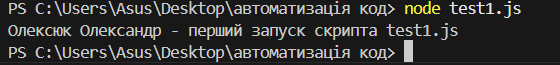 PS C:\Users\Asus\Desktop\автоматизація код> node test1.js
Олексюк Олександр - перший запуск скрипта test1.js
PS C:\Users\Asus\Desktop\автоматизація код>